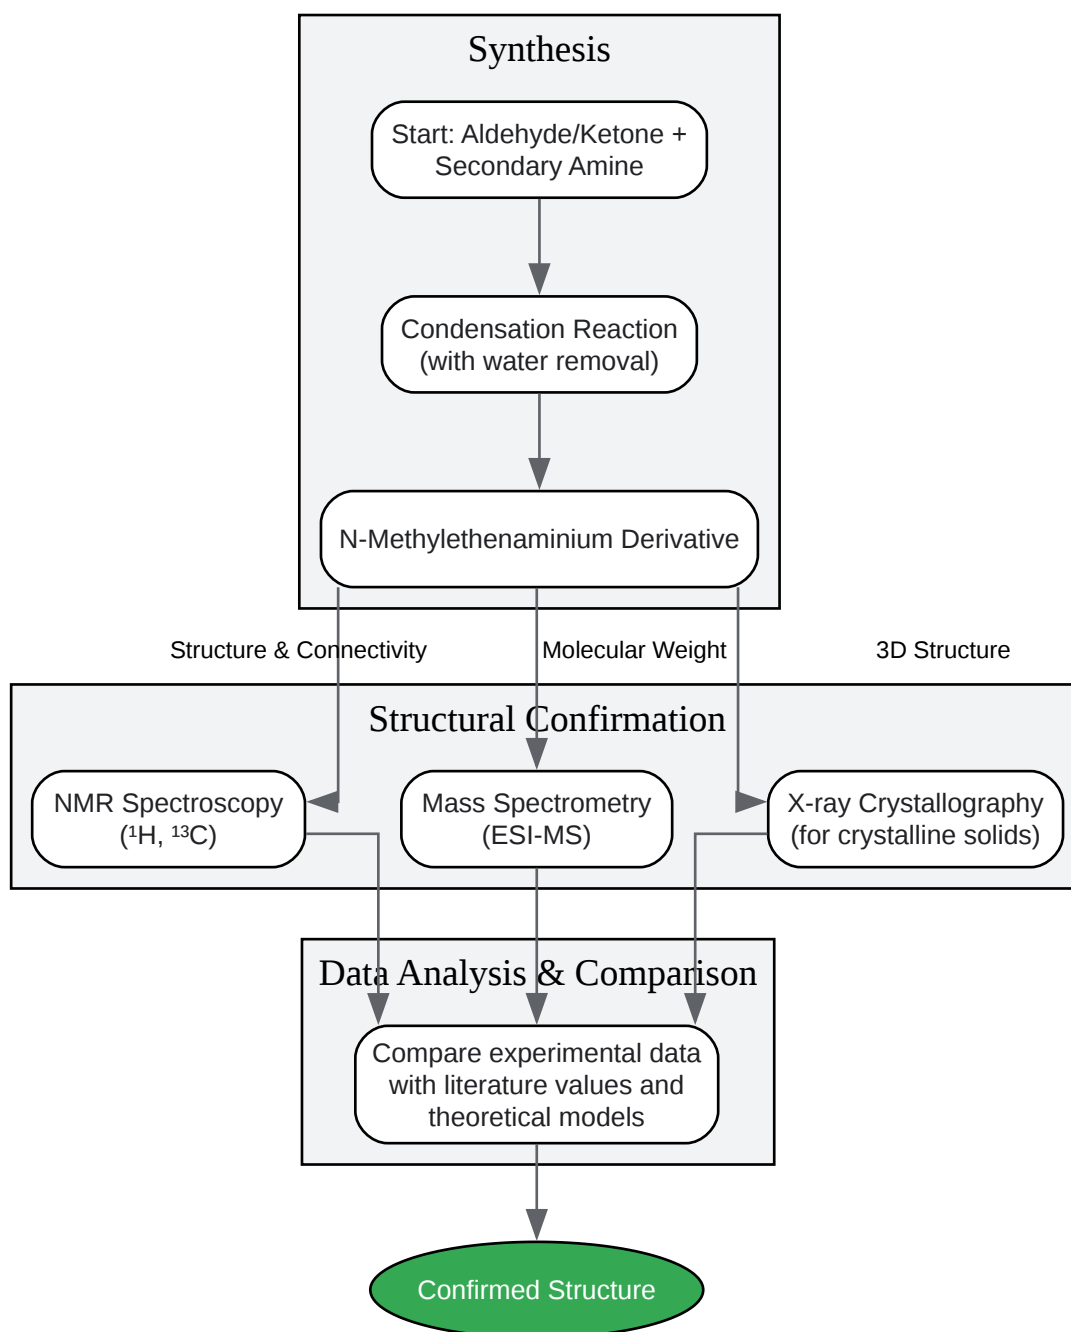 Synthesis
Start: Aldehyde/Ketone +
Secondary Amine
Condensation Reaction
(with water removal)
N-Methylethenaminium Derivative
Structure & Connectivity
Molecular Weight
3D Structure
Structural Confirmation
NMR Spectroscopy
(¹H, ¹³C)
Mass Spectrometry
(ESI-MS)
X-ray Crystallography
(for crystalline solids)
Data Analysis & Comparison
Compare experimental data
with literature values and
theoretical models
Confirmed Structure